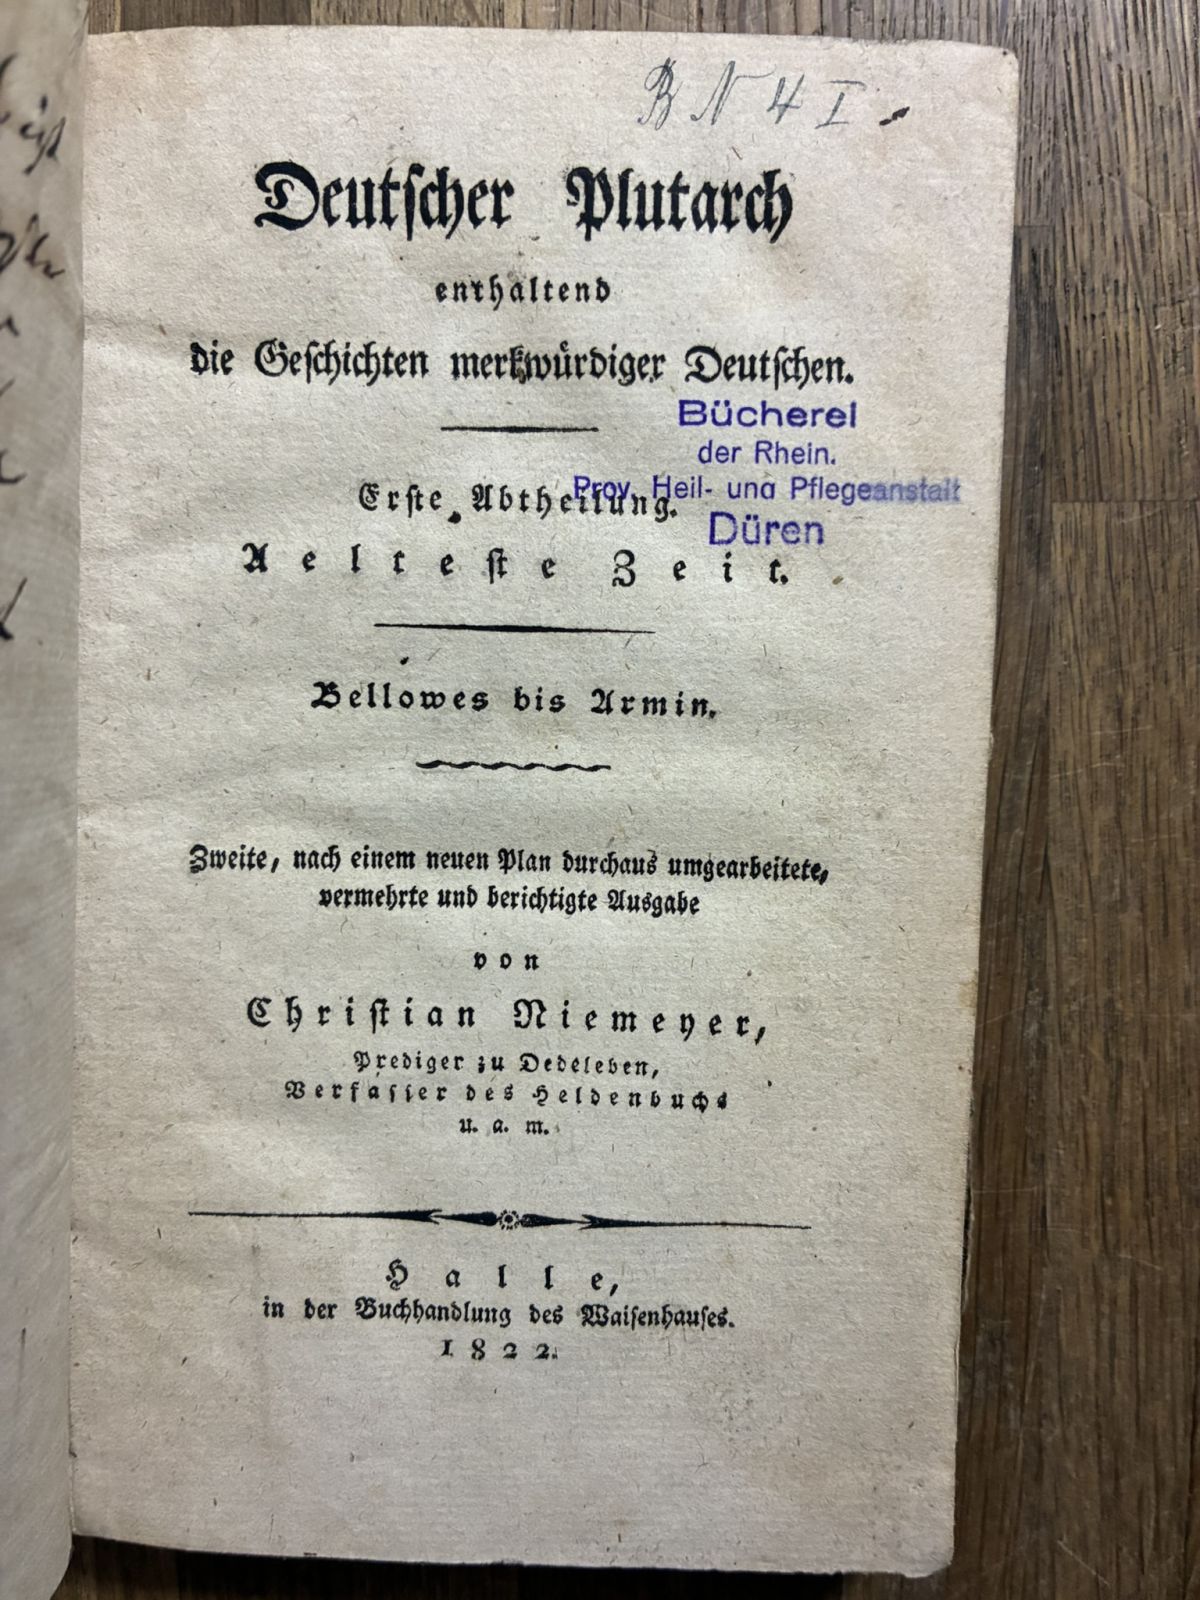 B N 4 I.
Deutscher Plutarch
enthaltend
die Geschichten merkwürdiger Deutschen.
Bücherei
der Rhein.
Prov. Heil- und Pflegeanstalt
Düren
Erste Abtheilung.
Aelteste Zeit.
Bellowes bis Armin.
Zweite, nach einem neuen Plan durchaus umgearbeitete,
vermehrte und berichtigte Ausgabe
von
Christian Niemeyer,
Prediger zu Dedeleben,
Verfasser des Heldenbuchs
u. a. m.
Halle,
in der Buchhandlung des Waisenhauses.
1822.